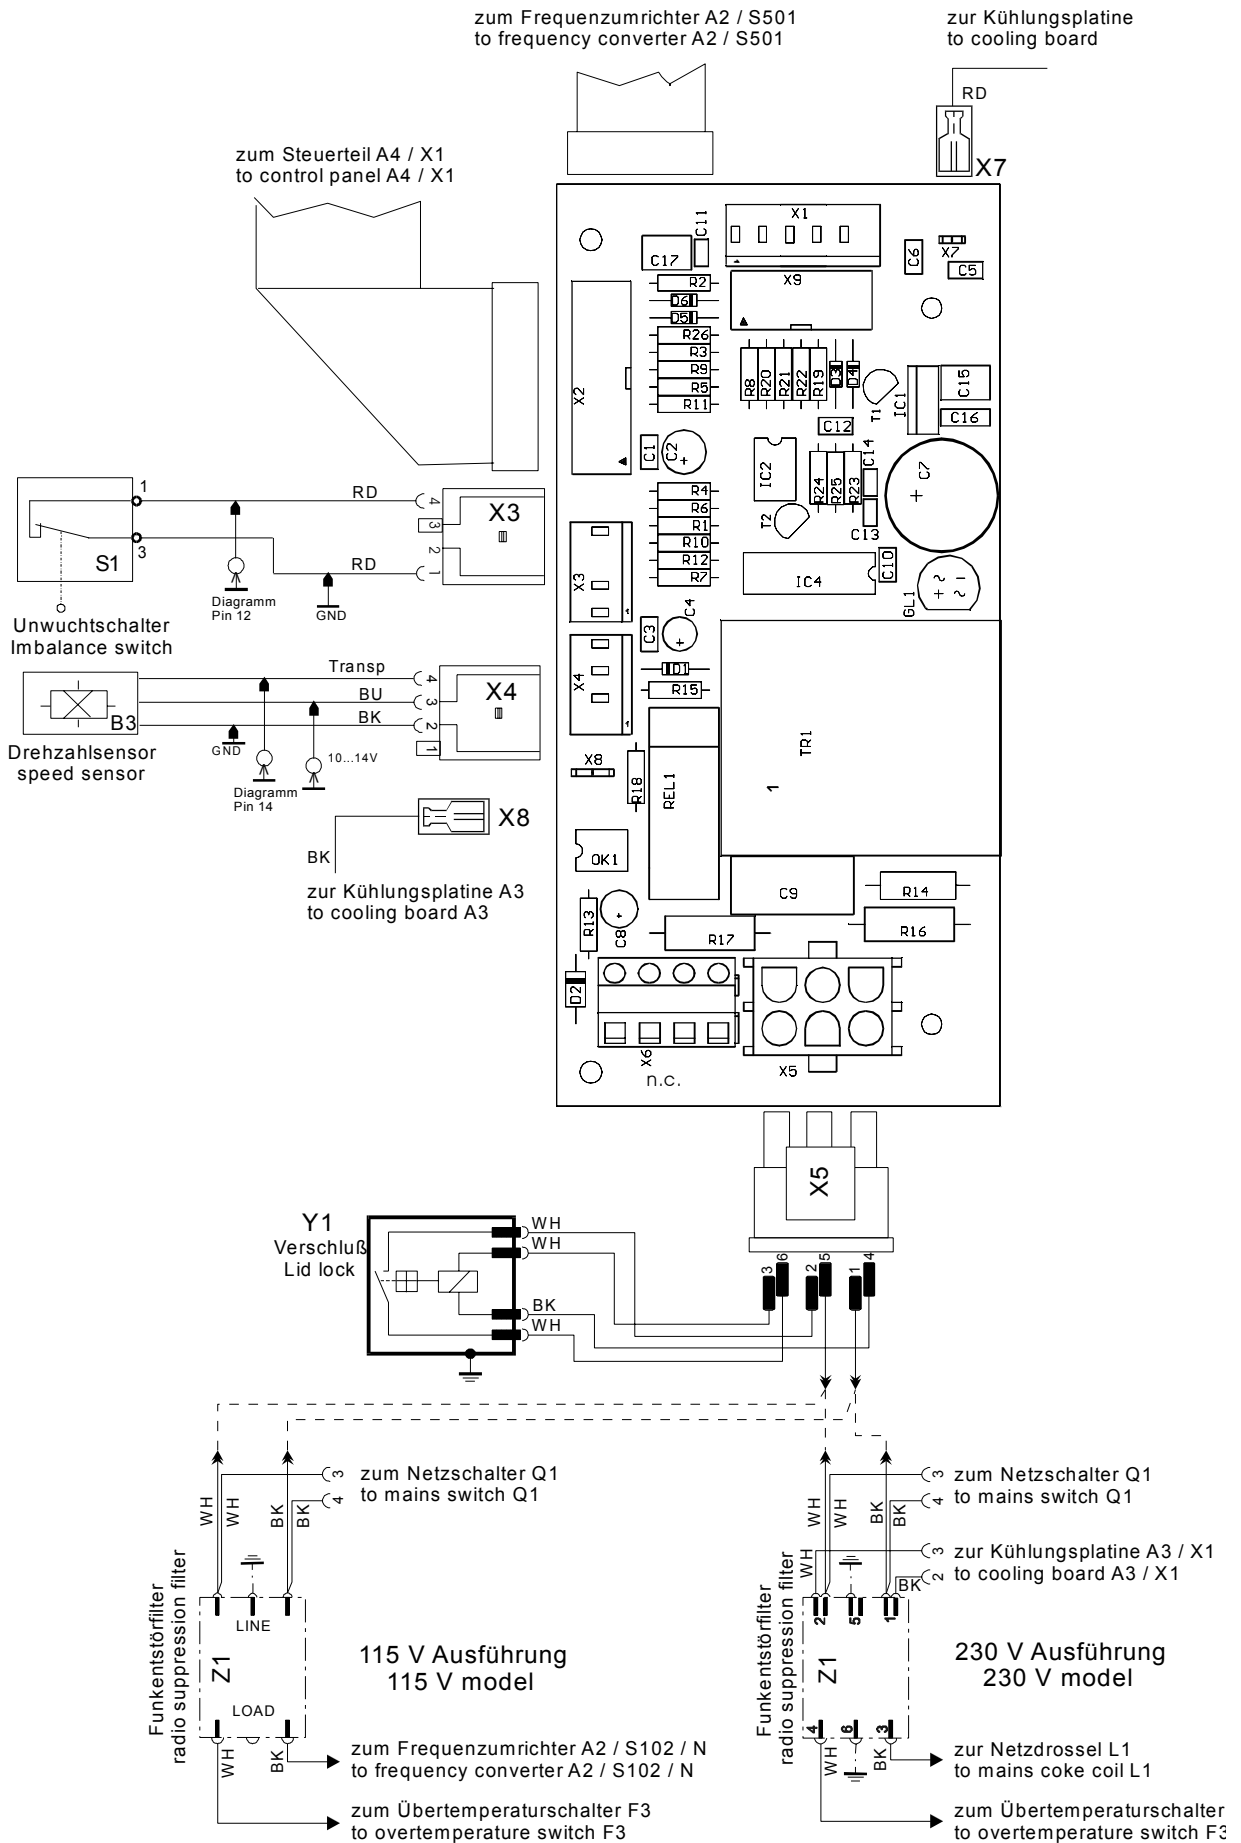 zum Frequenzumrichter A2 / S501
to frequency converter A2 / S501
zur Kühlungsplatine
to cooling board
RD
X7
zum Steuerteil A4 / X1
to control panel A4 / X1
X1
C11
C17
X7
C6
C5
R2
X9
D6
D5
R26
R3
R9
R5
R11
X2
R8
R20
R21
R22
R19
D3
D4
T1
IC1
C15
C16
C12
C1
C2
IC2
R24
R25
R23
C14
C13
C7
+
+
T2
R4
R6
R1
R10
R12
R7
IC4
C10
GL1
+ ~ ~ -
X3
C3
C4
+
X4
D1
R15
TR1
1
X8
R18
REL1
OK1
R13
C8
+
C9
R14
R16
R17
D2
X6
n.c.
X5
S1
1
3
RD
RD
4
3
2
1
X3
Diagramm
Pin 12
GND
Unwuchtschalter
Imbalance switch
B3
Transp
BU
BK
4
3
2
1
X4
GND
10...14V
Diagramm
Pin 14
Drehzahlsensor
speed sensor
X8
BK
zur Kühlungsplatine A3
to cooling board A3
X5
Y1
Verschluß
Lid lock
WH
WH
BK
WH
3
6
2
5
1
4
WH
WH
BK
BK
3
zum Netzschalter Q1
4
to mains switch Q1
Funkentstörfilter
radio suppression filter
LINE
Z1
LOAD
115 V Ausführung
115 V model
WH
BK
zum Frequenzumrichter A2 / S102 / N
to frequency converter A2 / S102 / N
zum Übertemperaturschalter F3
to overtemperature switch F3
WH
WH
BK
BK
3
zum Netzschalter Q1
4
to mains switch Q1
WH
3
zur Kühlungsplatine A3 / X1
BK
2
to cooling board A3 / X1
Funkentstörfilter
radio suppression filter
2
5
1
Z1
4
6
3
230 V Ausführung
230 V model
WH
BK
zur Netzdrossel L1
to mains coke coil L1
zum Übertemperaturschalter
to overtemperature switch F3